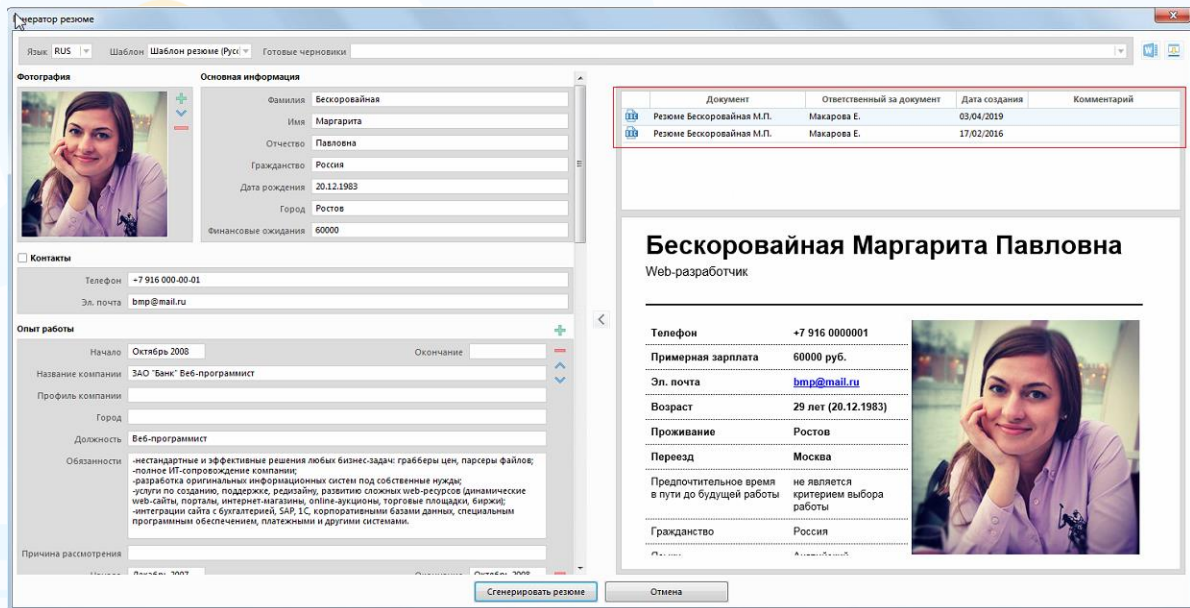 нератор резюме
Язык RUS Шаблон Шаблон резюме (Русс Готовые черновики
Фотография
Основная информация
Фамилия Бескоровайная
Имя Маргарита
Отчество Павловна
Гражданство Россия
Дата рождения 20.12.1983
Город Ростов
Финансовые ожидания 60000
Контакты
Телефон +7 916 000-00-01
Эл. почта bmp@mail.ru
Опыт работы
Начало Октябрь 2008 Окончание
Название компании ЗАО "Банк" Веб-программист
Профиль компании
Город
Должность Веб-программист
Обязанности -нестандартные и эффективные решения любых бизнес-задач: грабберы цен, парсеры файлов;
-полное ИТ-сопровождение компании;
-разработка оригинальных информационных систем под собственные нужды;
-услуги по созданию, поддержке, редизайну, развитию сложных web-ресурсов (динамические
web-сайты, порталы, интернет-магазины, online-аукционы, торговые площадки, биржи);
-интеграции сайта с бухгалтерией, SAP, 1С, корпоративными базами данных, специальным
программным обеспечением, платежными и другими системами.
Причина рассмотрения
Начало Декабрь 2007 Окончание Октябрь 2008
Документ Ответственный за документ Дата создания Комментарий
Резюме Бескоровайная М.П. Макарова Е. 03/04/2019
Резюме Бескоровайная М.П. Макарова Е. 17/02/2016
Бескоровайная Маргарита Павловна
Web-разработчик
Телефон +7 916 0000001
Примерная зарплата 60000 руб.
Эл. почта bmp@mail.ru
Возраст 29 лет (20.12.1983)
Проживание Ростов
Переезд Москва
Предпочтительное время не является
в пути до будущей работы критерием выбора
работы
Гражданство Россия
Сгенерировать резюме Отмена